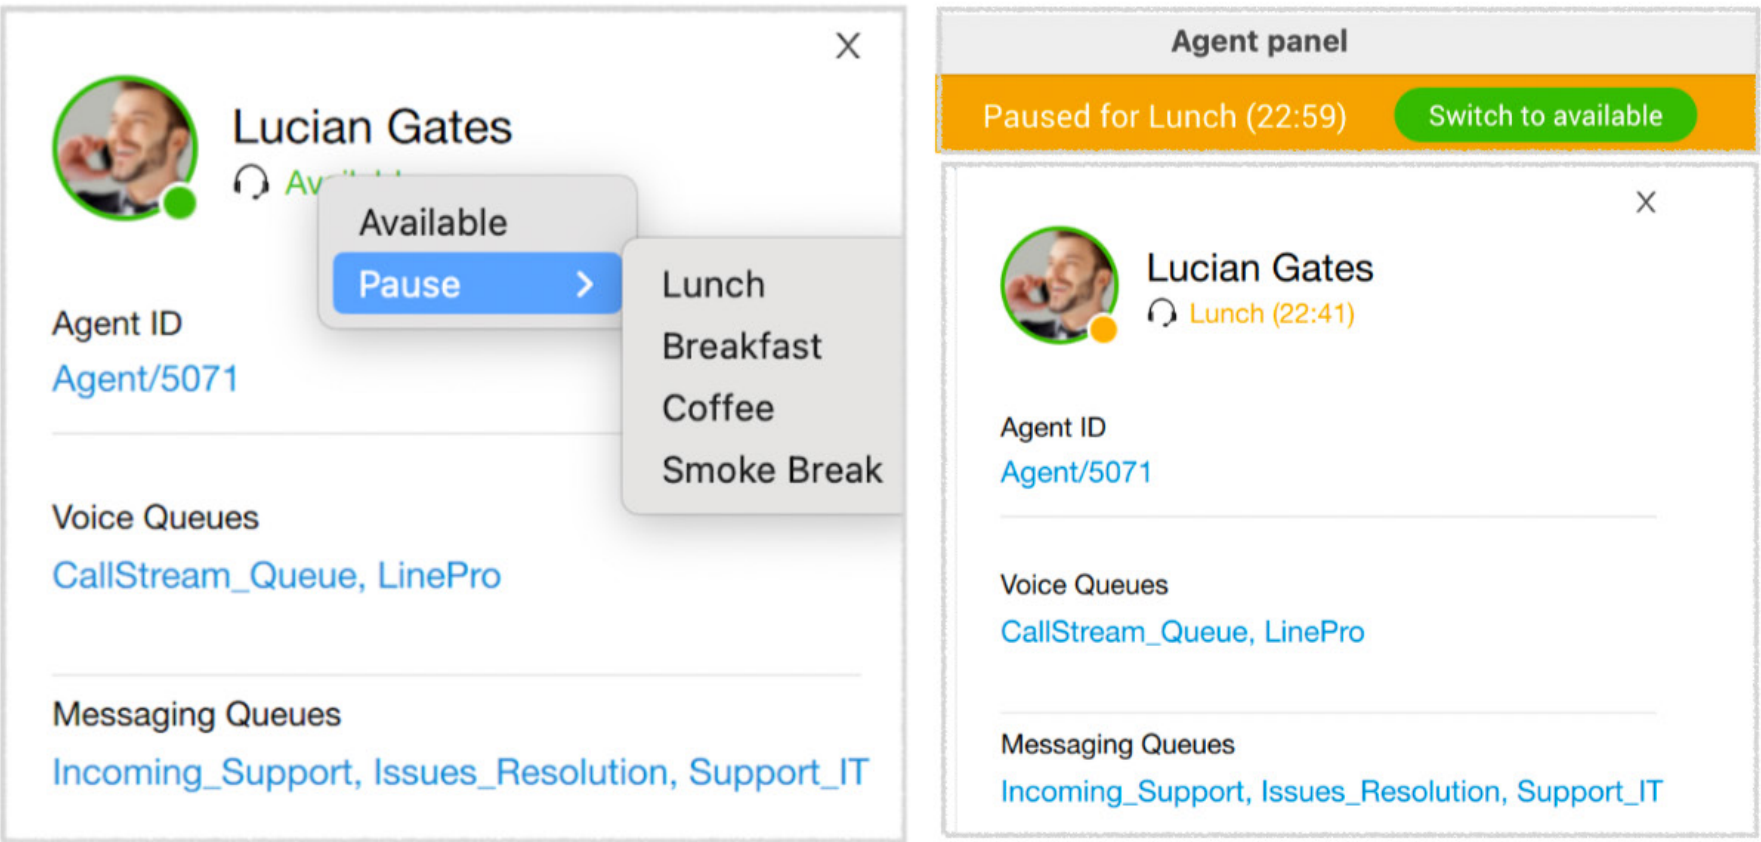 X
Lucian Gates
Available
Pause
Lunch
Breakfast
Coffee
Smoke Break
Agent ID
Agent/5071
Voice Queues
CallStream_Queue, LinePro
Messaging Queues
Incoming_Support, Issues_Resolution, Support_IT
Agent panel
Paused for Lunch (22:59)
Switch to available
X
Lucian Gates
Lunch (22:41)
Agent ID
Agent/5071
Voice Queues
CallStream_Queue, LinePro
Messaging Queues
Incoming_Support, Issues_Resolution, Support_IT